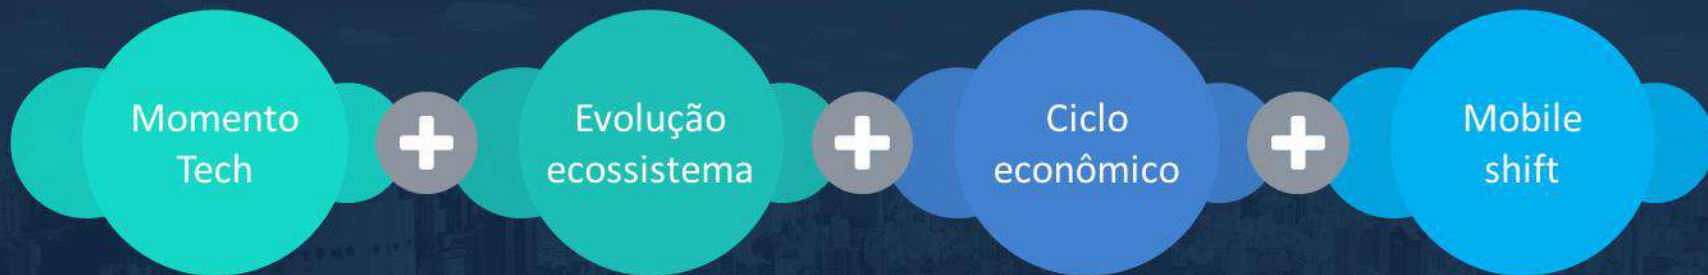 Momento
Tech
Evolução
ecossistema
Ciclo
econômico
Mobile
shift